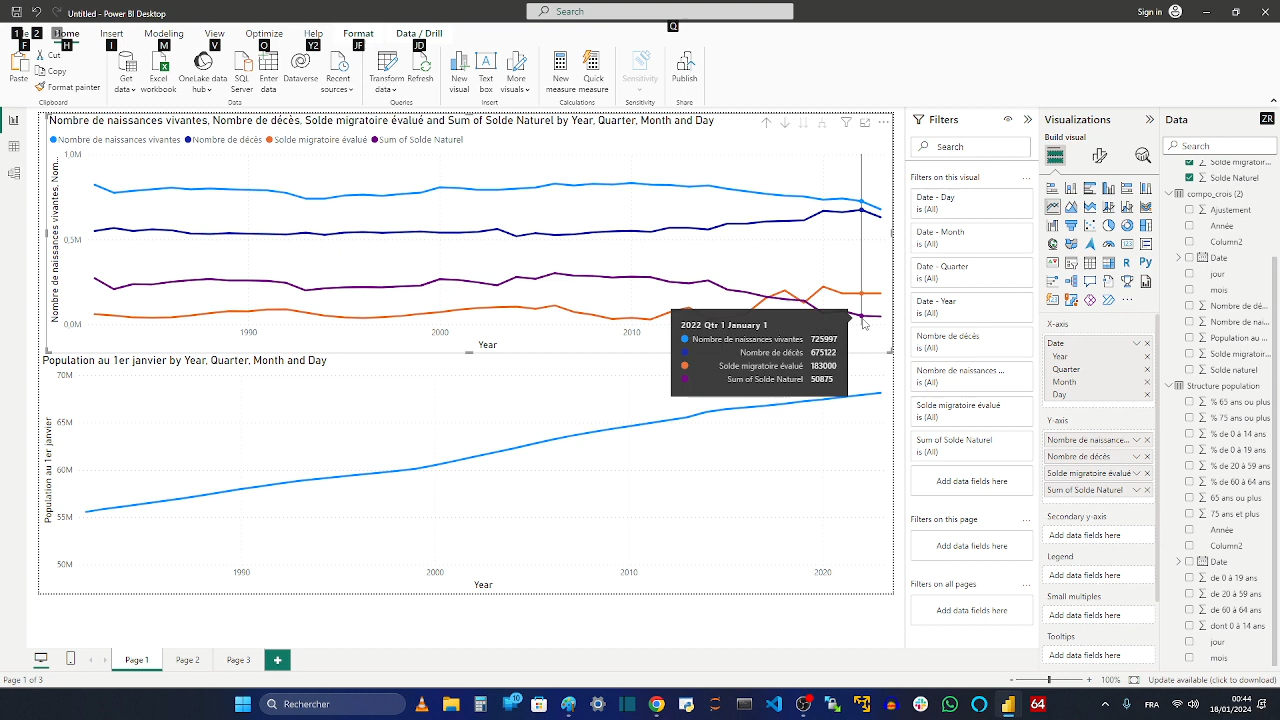 Untitled - Power BI Desktop
Search
Sign in
1 2
Home Insert Modeling View Optimize Help Format Data / Drill
F H I M V O Y2 JF JD Q
Paste
Cut
Copy
Format painter
Clipboard
Get data
Excel workbook
OneLake data hub
SQL Server
Enter data
Dataverse
Recent sources
Data
Transform data
Refresh
Queries
New visual
Text box
More visuals
Insert
New measure
Quick measure
Calculations
Sensitivity
Sensitivity
Publish
Share
Nombre de naissances vivantes, Nombre de décès, Solde migratoire évalué and Sum of Solde Naturel by Year, Quarter, Month and Day
Nombre de naissances vivantes Nombre de décès Solde migratoire évalué Sum of Solde Naturel
Nombre de naissances vivantes, Nom...
1,0M
0,5M
0,0M
1990 2000 2010
Year
2022 Qtr 1 January 1
Nombre de naissances vivantes 725997
Nombre de décès 675122
Solde migratoire évalué 183000
Sum of Solde Naturel 50875
Population au 1er janvier by Year, Quarter, Month and Day
Population au 1er janvier
70M
65M
60M
55M
50M
1990 2000 2010 2020
Year
Filters
Search
Filters on this visual
Date - Day
is (All)
Date - Month
is (All)
Date - Quarter
is (All)
Date - Year
is (All)
Nombre de décès
is (All)
Nombre de naissances ...
is (All)
Solde migratoire évalué
is (All)
Sum of Solde Naturel
is (All)
Add data fields here
Filters on this page
Add data fields here
Filters on all pages
Add data fields here
Visualizations
Build visual
X-axis
Date
Year
Quarter
Month
Day
Y-axis
Nombre de naissance...
Nombre de décès
Solde migratoire évalué
Sum of Solde Naturel
Secondary y-axis
Add data fields here
Legend
Add data fields here
Small multiples
Add data fields here
Tooltips
Add data fields here
Data
ZR
Search
Solde migratoir...
Solde Naturel
compo_crois (2)
Ajustement
Année
Column2
Date
jour
mois
Nombre de dé...
Nombre de nai...
Population au ...
Solde migratoir...
Solde naturel
Structure population
% 65 ans ou plus
% 75 ans ou plus
% de 0 à 14 ans
% de 0 à 19 ans
% de 20 à 59 ans
% de 60 à 64 ans
65 ans ou plus
75 ans et plus
Année
Column2
Date
de 0 à 19 ans
de 20 à 59 ans
de 60 à 64 ans
dont 0 à 14 ans
jour
mois
Page 1 Page 2 Page 3
Page 1 of 3
100%
Update available (click to download)
Rechercher
10
64
FRA
00:44
18/01/2024